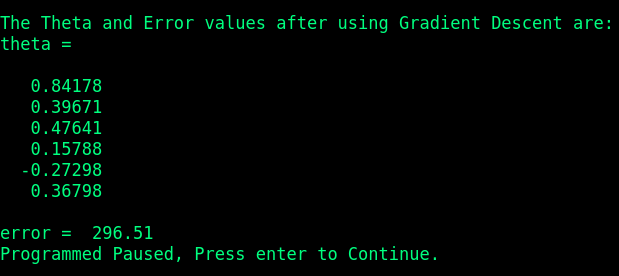 The Theta and Error values after using Gradient Descent are:
theta =
0.84178
0.39671
0.47641
0.15788
-0.27298
0.36798
error =  296.51
Programmed Paused, Press enter to Continue.